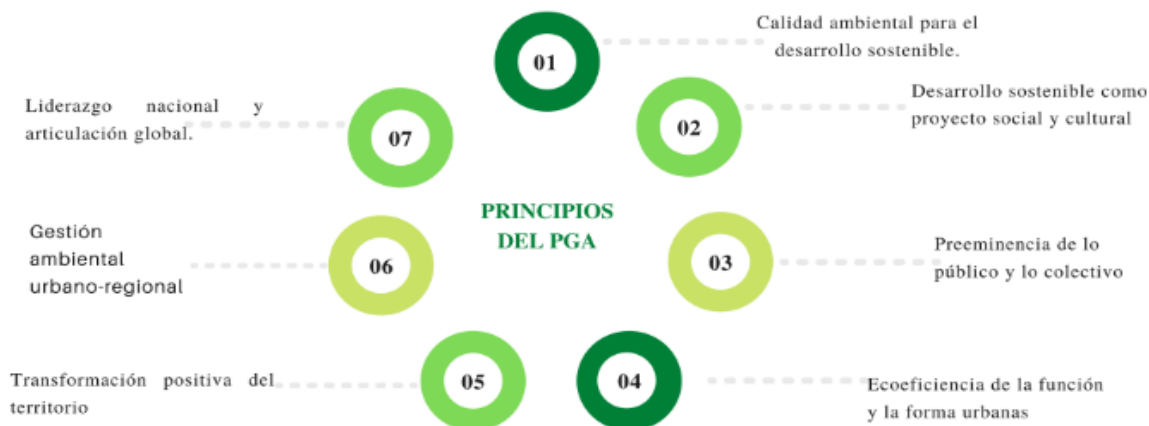 PRINCIPIOS
DEL PGA
01
Calidad ambiental para el
desarrollo sostenible.
02
Desarrollo sostenible como
proyecto social y cultural
03
Preeminencia de lo
público y lo colectivo
04
Ecoeficiencia de la función
y la forma urbanas
05
Transformación positiva del
territorio
06
Gestión
ambiental
urbano-regional
07
Liderazgo nacional y
articulación global.